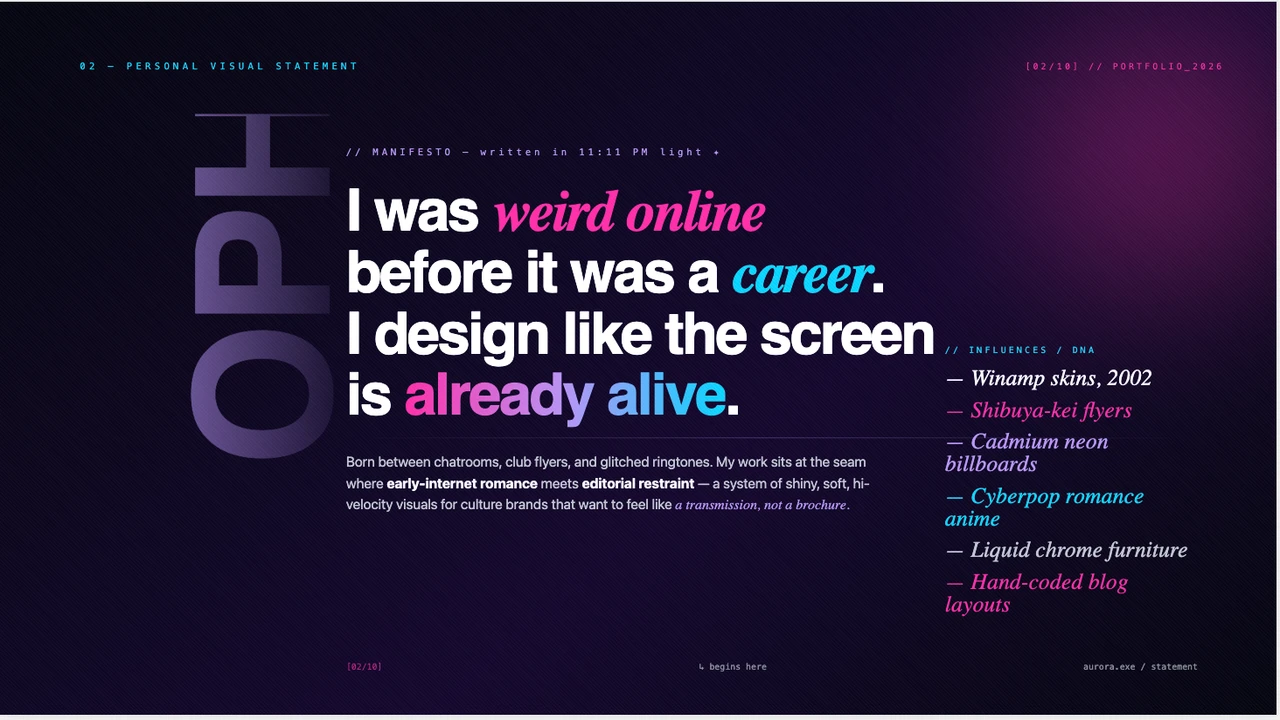 02 — PERSONAL VISUAL STATEMENT
[02/10] // PORTFOLIO_2026
OPH
// MANIFESTO — written in 11:11 PM light ✦
I was weird online
before it was a career.
I design like the screen
is already alive.
Born between chatrooms, club flyers, and glitched ringtones. My work sits at the seam
where early-internet romance meets editorial restraint — a system of shiny, soft, hi-
velocity visuals for culture brands that want to feel like a transmission, not a brochure.
// INFLUENCES / DNA
— Winamp skins, 2002
— Shibuya-kei flyers
— Cadmium neon
billboards
— Cyberpop romance
anime
— Liquid chrome furniture
— Hand-coded blog
layouts
[02/10]
↳ begins here
aurora.exe / statement